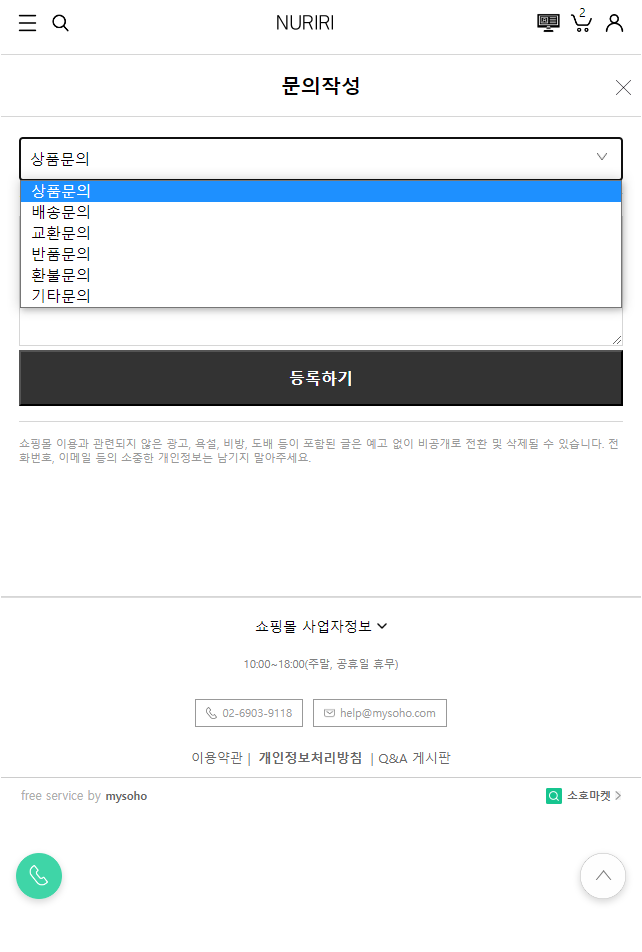 NURIRI
2
문의작성
상품문의
상품문의
배송문의
교환문의
반품문의
환불문의
기타문의
등록하기
쇼핑몰 이용과 관련되지 않은 광고, 욕설, 비방, 도배 등이 포함된 글은 예고 없이 비공개로 전환 및 삭제될 수 있습니다. 전
화번호, 이메일 등의 소중한 개인정보는 남기지 말아주세요.
쇼핑몰 사업자정보
10:00~18:00(주말, 공휴일 휴무)
02-6903-9118 help@mysoho.com
이용약관 | 개인정보처리방침 | Q&A 게시판
free service by mysoho 소호마켓 >